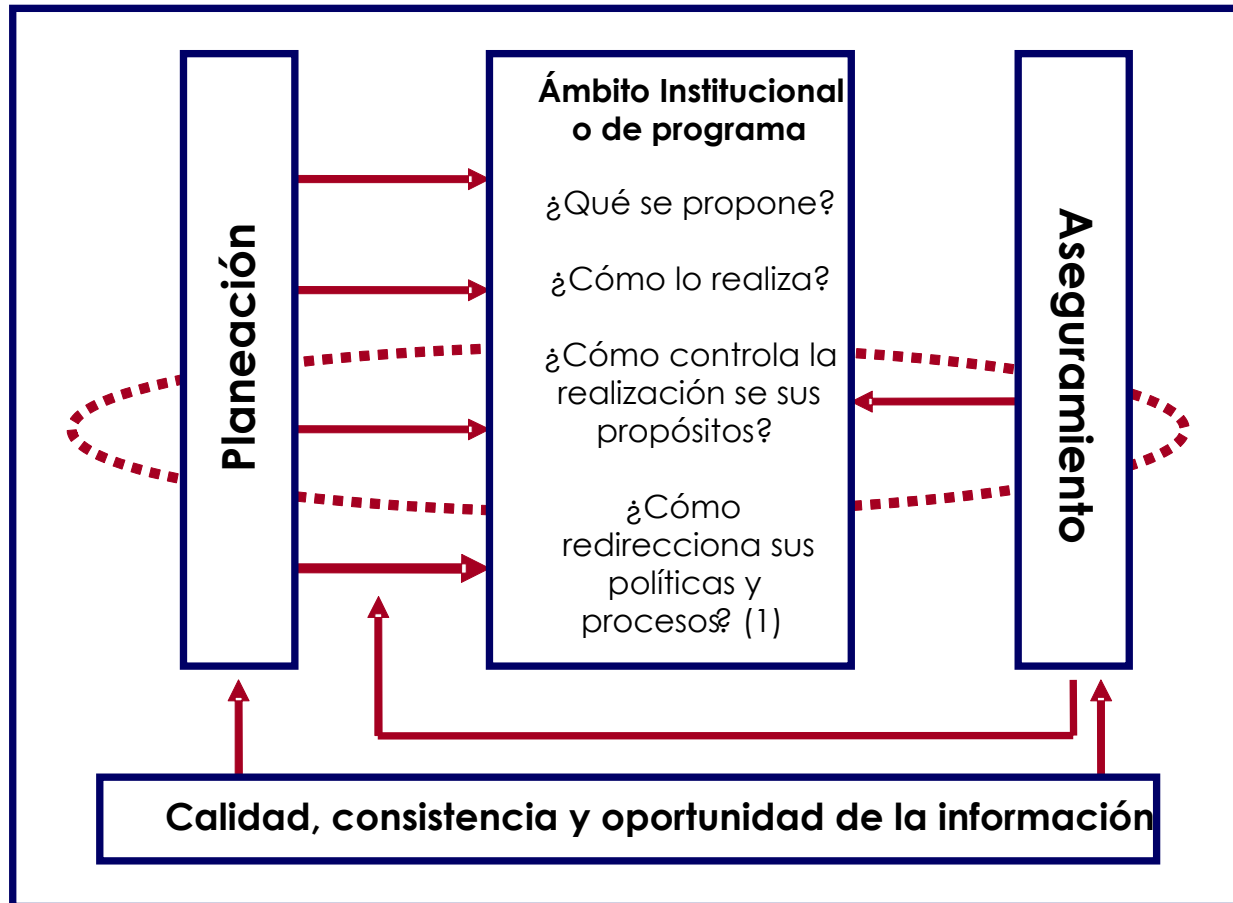 Planeación
Ámbito Institucional
o de programa
¿Qué se propone?
¿Cómo lo realiza?
¿Cómo controla la
realización se sus
propósitos?
¿Cómo
redirecciona sus
políticas y
procesos? (1)
Aseguramiento
Calidad, consistencia y oportunidad de la información